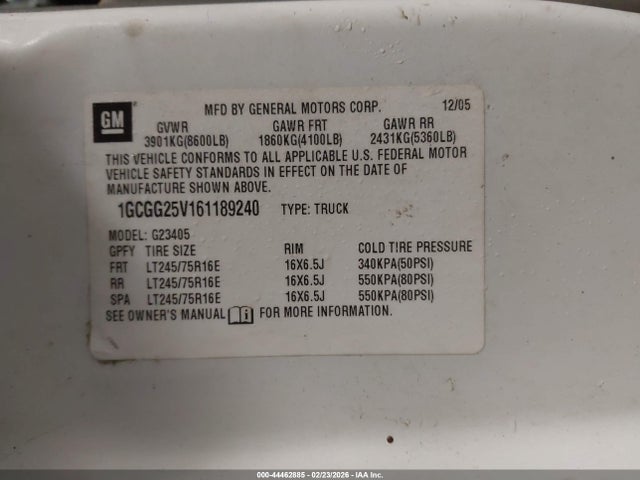 GM
MFD BY GENERAL MOTORS CORP. 12/05
GVWR GAWR FRT GAWR RR
3901KG(8600LB) 1860KG(4100LB) 2431KG(5360LB)
THIS VEHICLE CONFORMS TO ALL APPLICABLE U.S. FEDERAL MOTOR
VEHICLE SAFETY STANDARDS IN EFFECT ON THE DATE OF
MANUFACTURE SHOWN ABOVE.
1GCGG25V161189240 TYPE: TRUCK
MODEL: G23405
GPFY TIRE SIZE RIM COLD TIRE PRESSURE
FRT LT245/75R16E 16X6.5J 340KPA(50PSI)
RR LT245/75R16E 16X6.5J 550KPA(80PSI)
SPA LT245/75R16E 16X6.5J 550KPA(80PSI)
SEE OWNER'S MANUAL i FOR MORE INFORMATION.
000-44462885 - 02/23/2026 - IAA Inc.